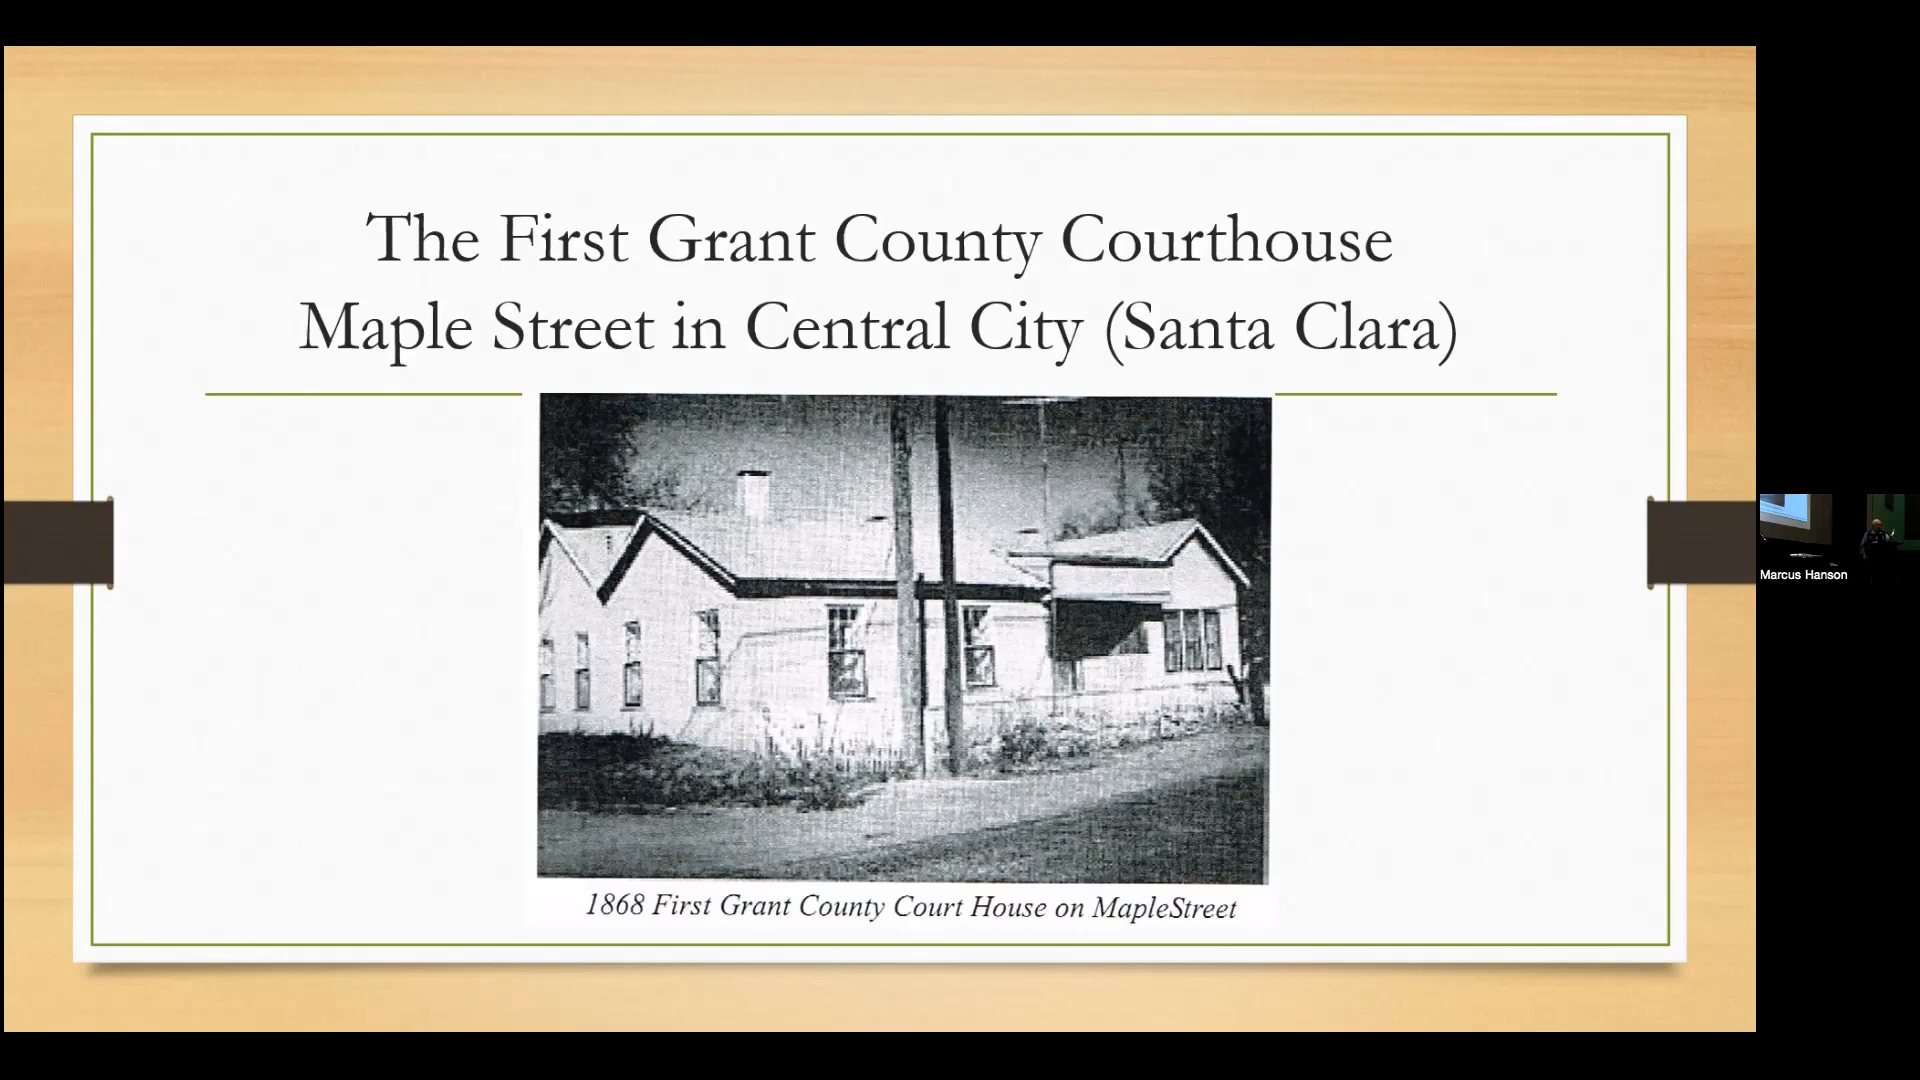 The First Grant County Courthouse
Maple Street in Central City (Santa Clara)
1868 First Grant County Court House on MapleStreet
Marcus Hanson